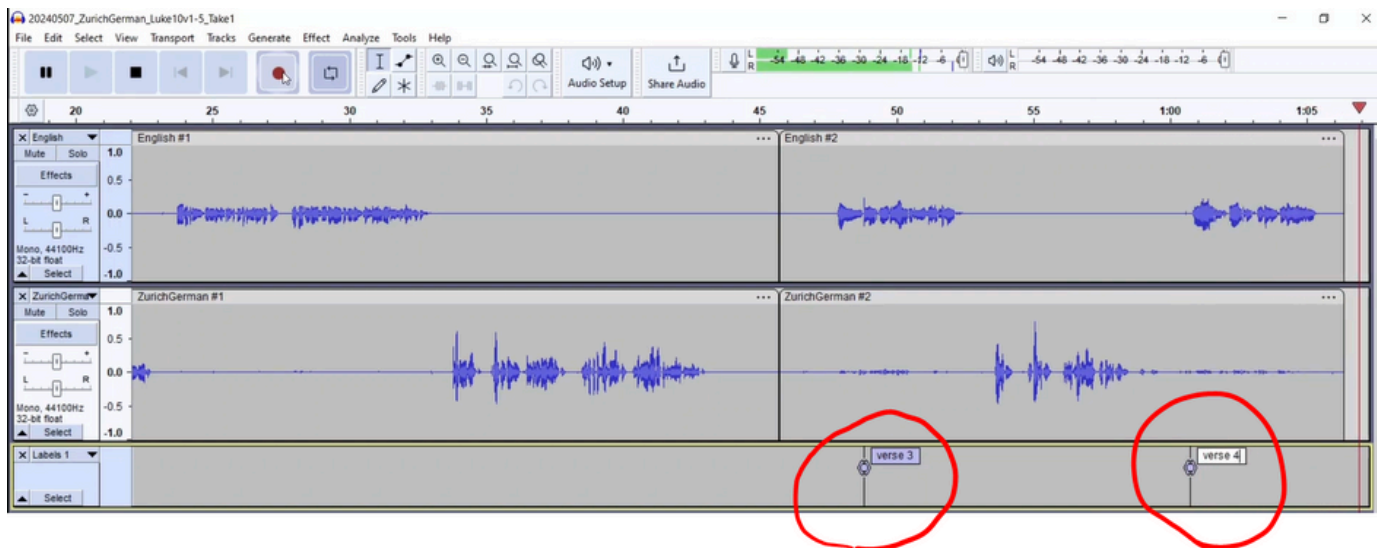 20240507_ZurichGerman_Luke10v1-5_Take1
File Edit Select View Transport Tracks Generate Effect Analyze Tools Help
Audio Setup
Share Audio
L R -54 -48 -42 -36 -30 -24 -18 -12 -6
L R -54 -48 -42 -36 -30 -24 -18 -12 -6 0
20 25 30 35 40 45 50 55 1:00 1:05
English
English #1
English #2
Mute Solo
Effects
- +
L R
Mono, 44100Hz
32-bit float
Select
1.0
0.5
0.0
-0.5
-1.0
ZurichGerma
ZurichGerman #1
ZurichGerman #2
Mute Solo
Effects
- +
L R
Mono, 44100Hz
32-bit float
Select
1.0
0.5
0.0
-0.5
-1.0
Labels 1
verse 3
verse 4
Select